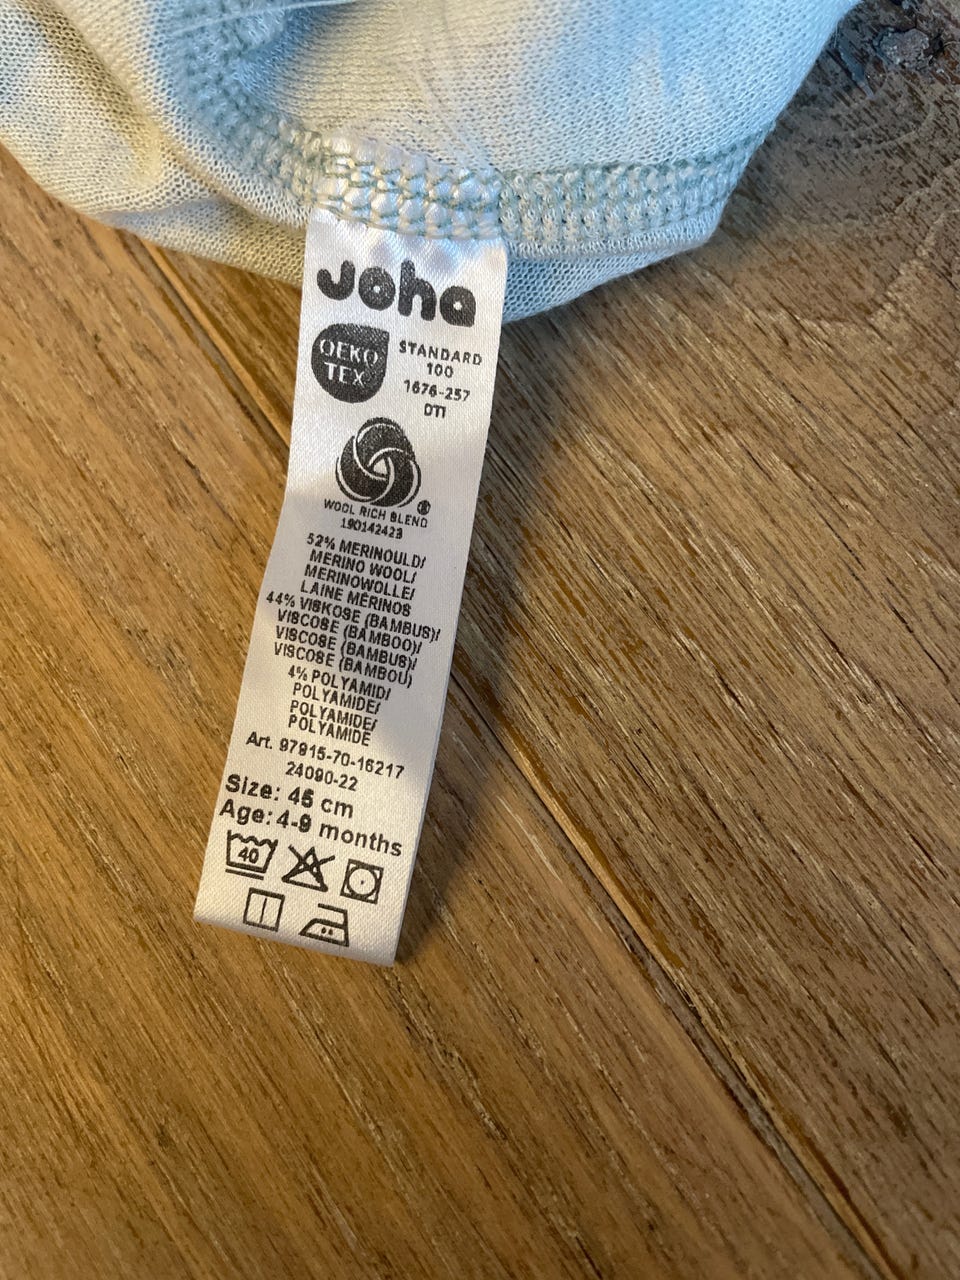 Joha
OEKO
TEX
STANDARD
100
1676-257
DTI
WOOL RICH BLEND
190142423
52% MERINOULD/
MERINO WOOL/
MERINOWOLLE/
LAINE MÉRINOS
44% VISKOSE (BAMBUS)/
VISCOSE (BAMBOO)/
VISCOSE (BAMBUS)/
VISCOSE (BAMBOU)
4% POLYAMID/
POLYAMIDE/
POLYAMIDE/
POLYAMIDE
Art. 97915-70-16217
24090-22
Size: 45 cm
Age: 4-9 months
40